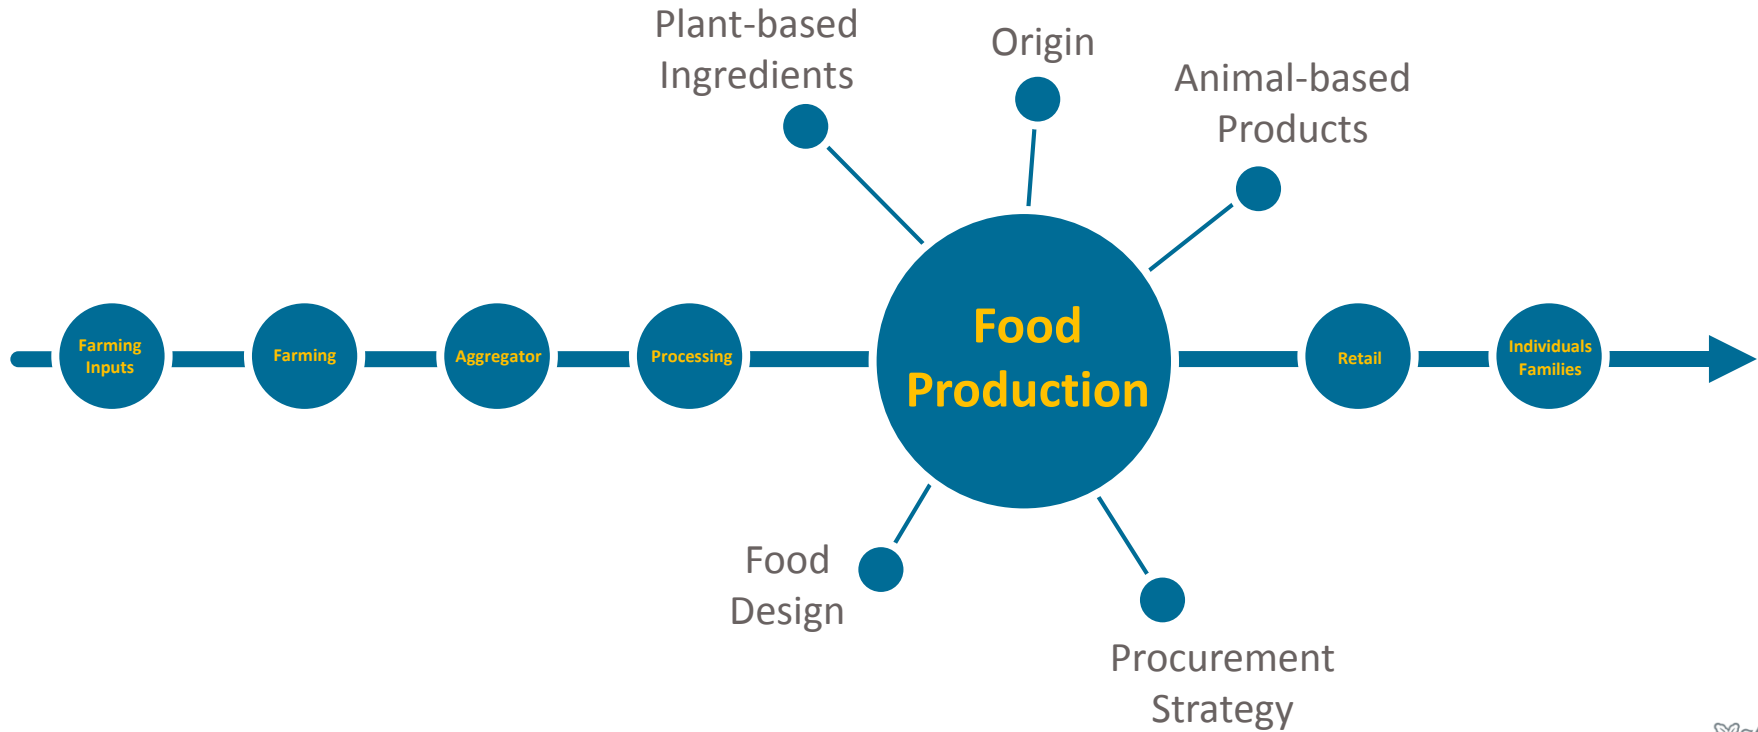 Plant-based
Ingredients
Origin
Animal-based
Products
Farming
Inputs
Farming
Aggregator
Processing
Food
Production
Retail
Individuals
Families
Food
Design
Procurement
Strategy